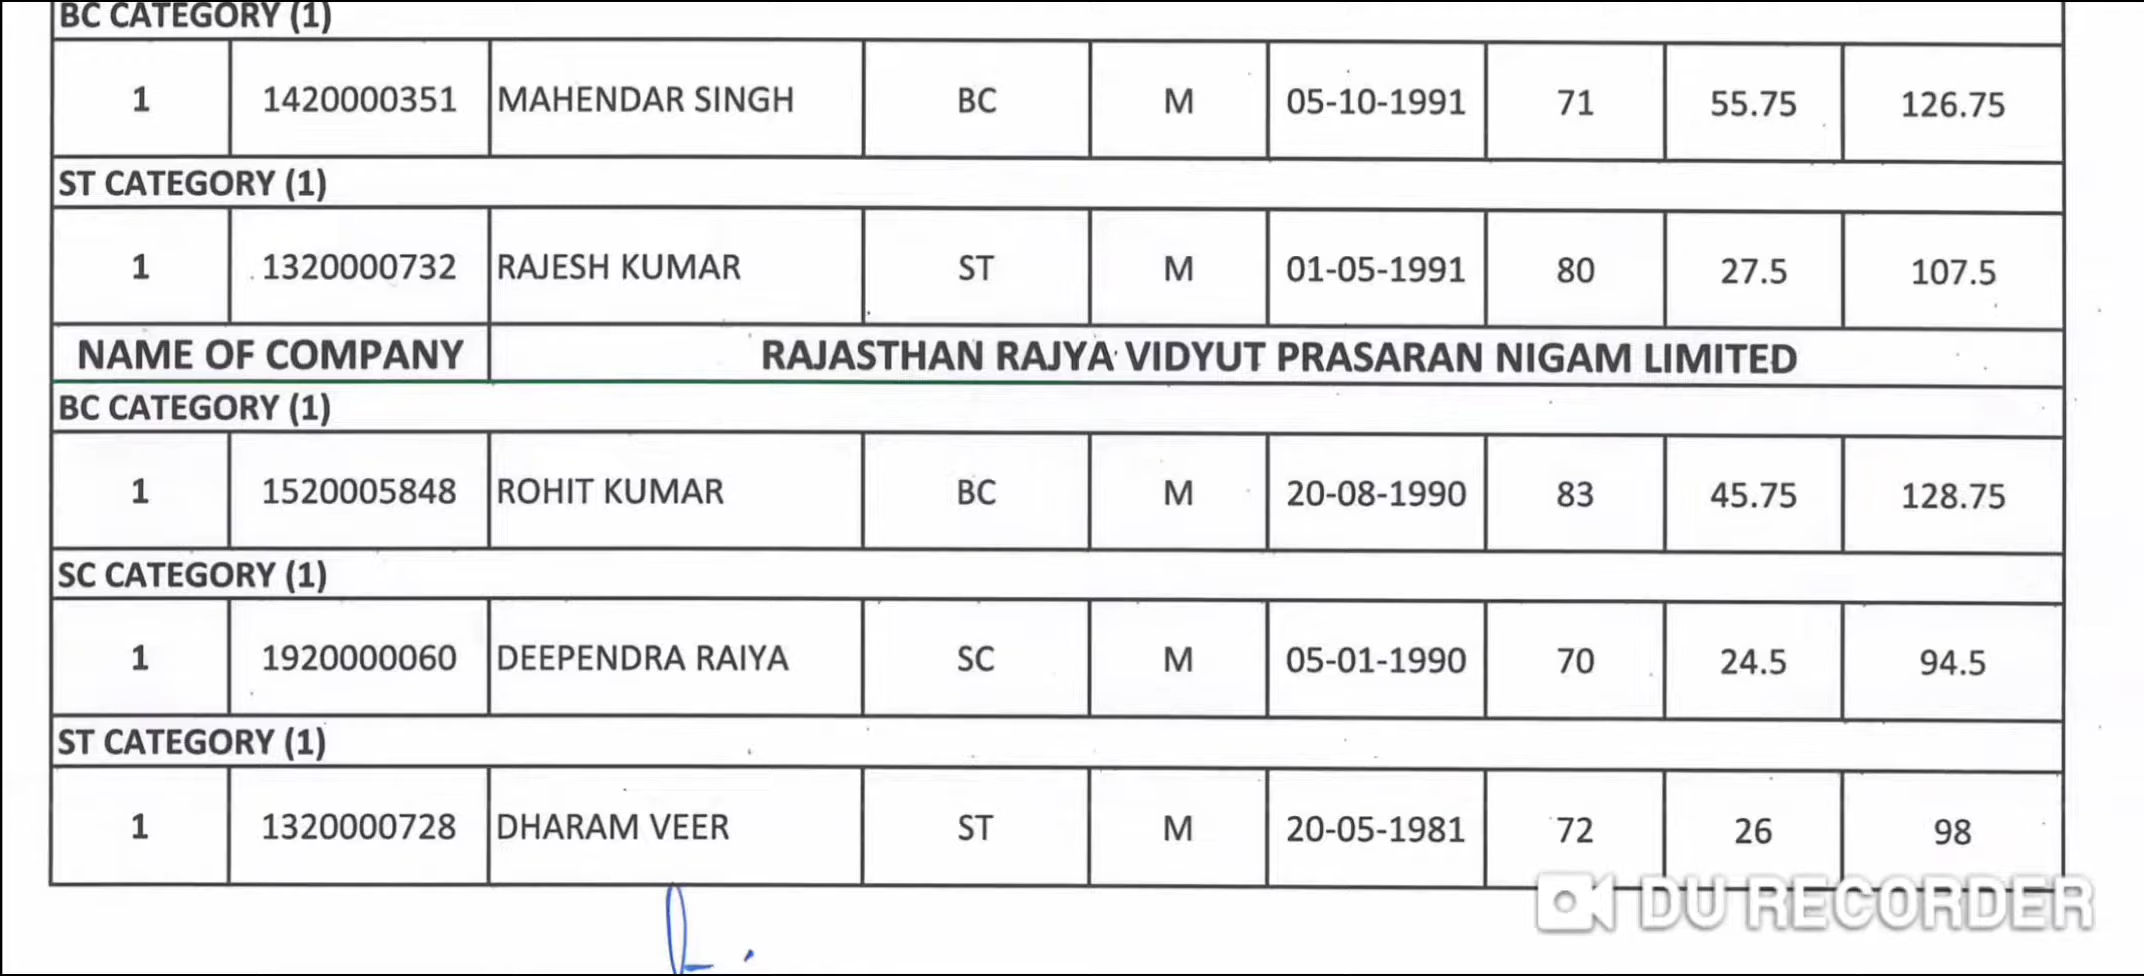 BC CATEGORY (1)
1 1420000351 MAHENDAR SINGH BC M 05-10-1991 71 55.75 126.75
ST CATEGORY (1)
1 1320000732 RAJESH KUMAR ST M 01-05-1991 80 27.5 107.5
NAME OF COMPANY RAJASTHAN RAJYA VIDYUT PRASARAN NIGAM LIMITED
BC CATEGORY (1)
1 1520005848 ROHIT KUMAR BC M 20-08-1990 83 45.75 128.75
SC CATEGORY (1)
1 1920000060 DEEPENDRA RAIYA SC M 05-01-1990 70 24.5 94.5
ST CATEGORY (1)
1 1320000728 DHARAM VEER ST M 20-05-1981 72 26 98
DU RECORDER